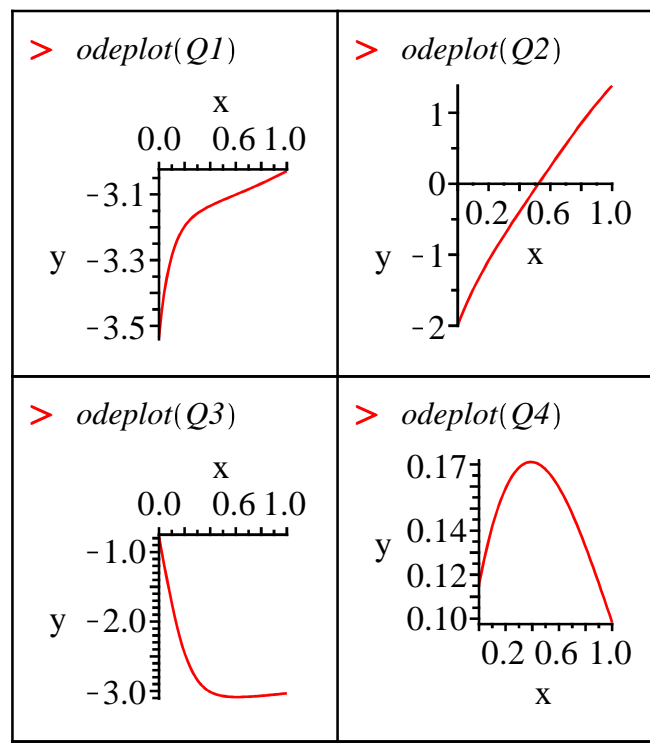 > odeplot(Q1)
x
0.0 0.6 1.0
-3.1
y -3.3
-3.5
> odeplot(Q2)
1
0
0.2 0.6 1.0
y -1 x
-2
> odeplot(Q3)
x
0.0 0.6 1.0
-1.0
y -2.0
-3.0
> odeplot(Q4)
0.17
0.14
y
0.12
0.10
0.2 0.6 1.0
x